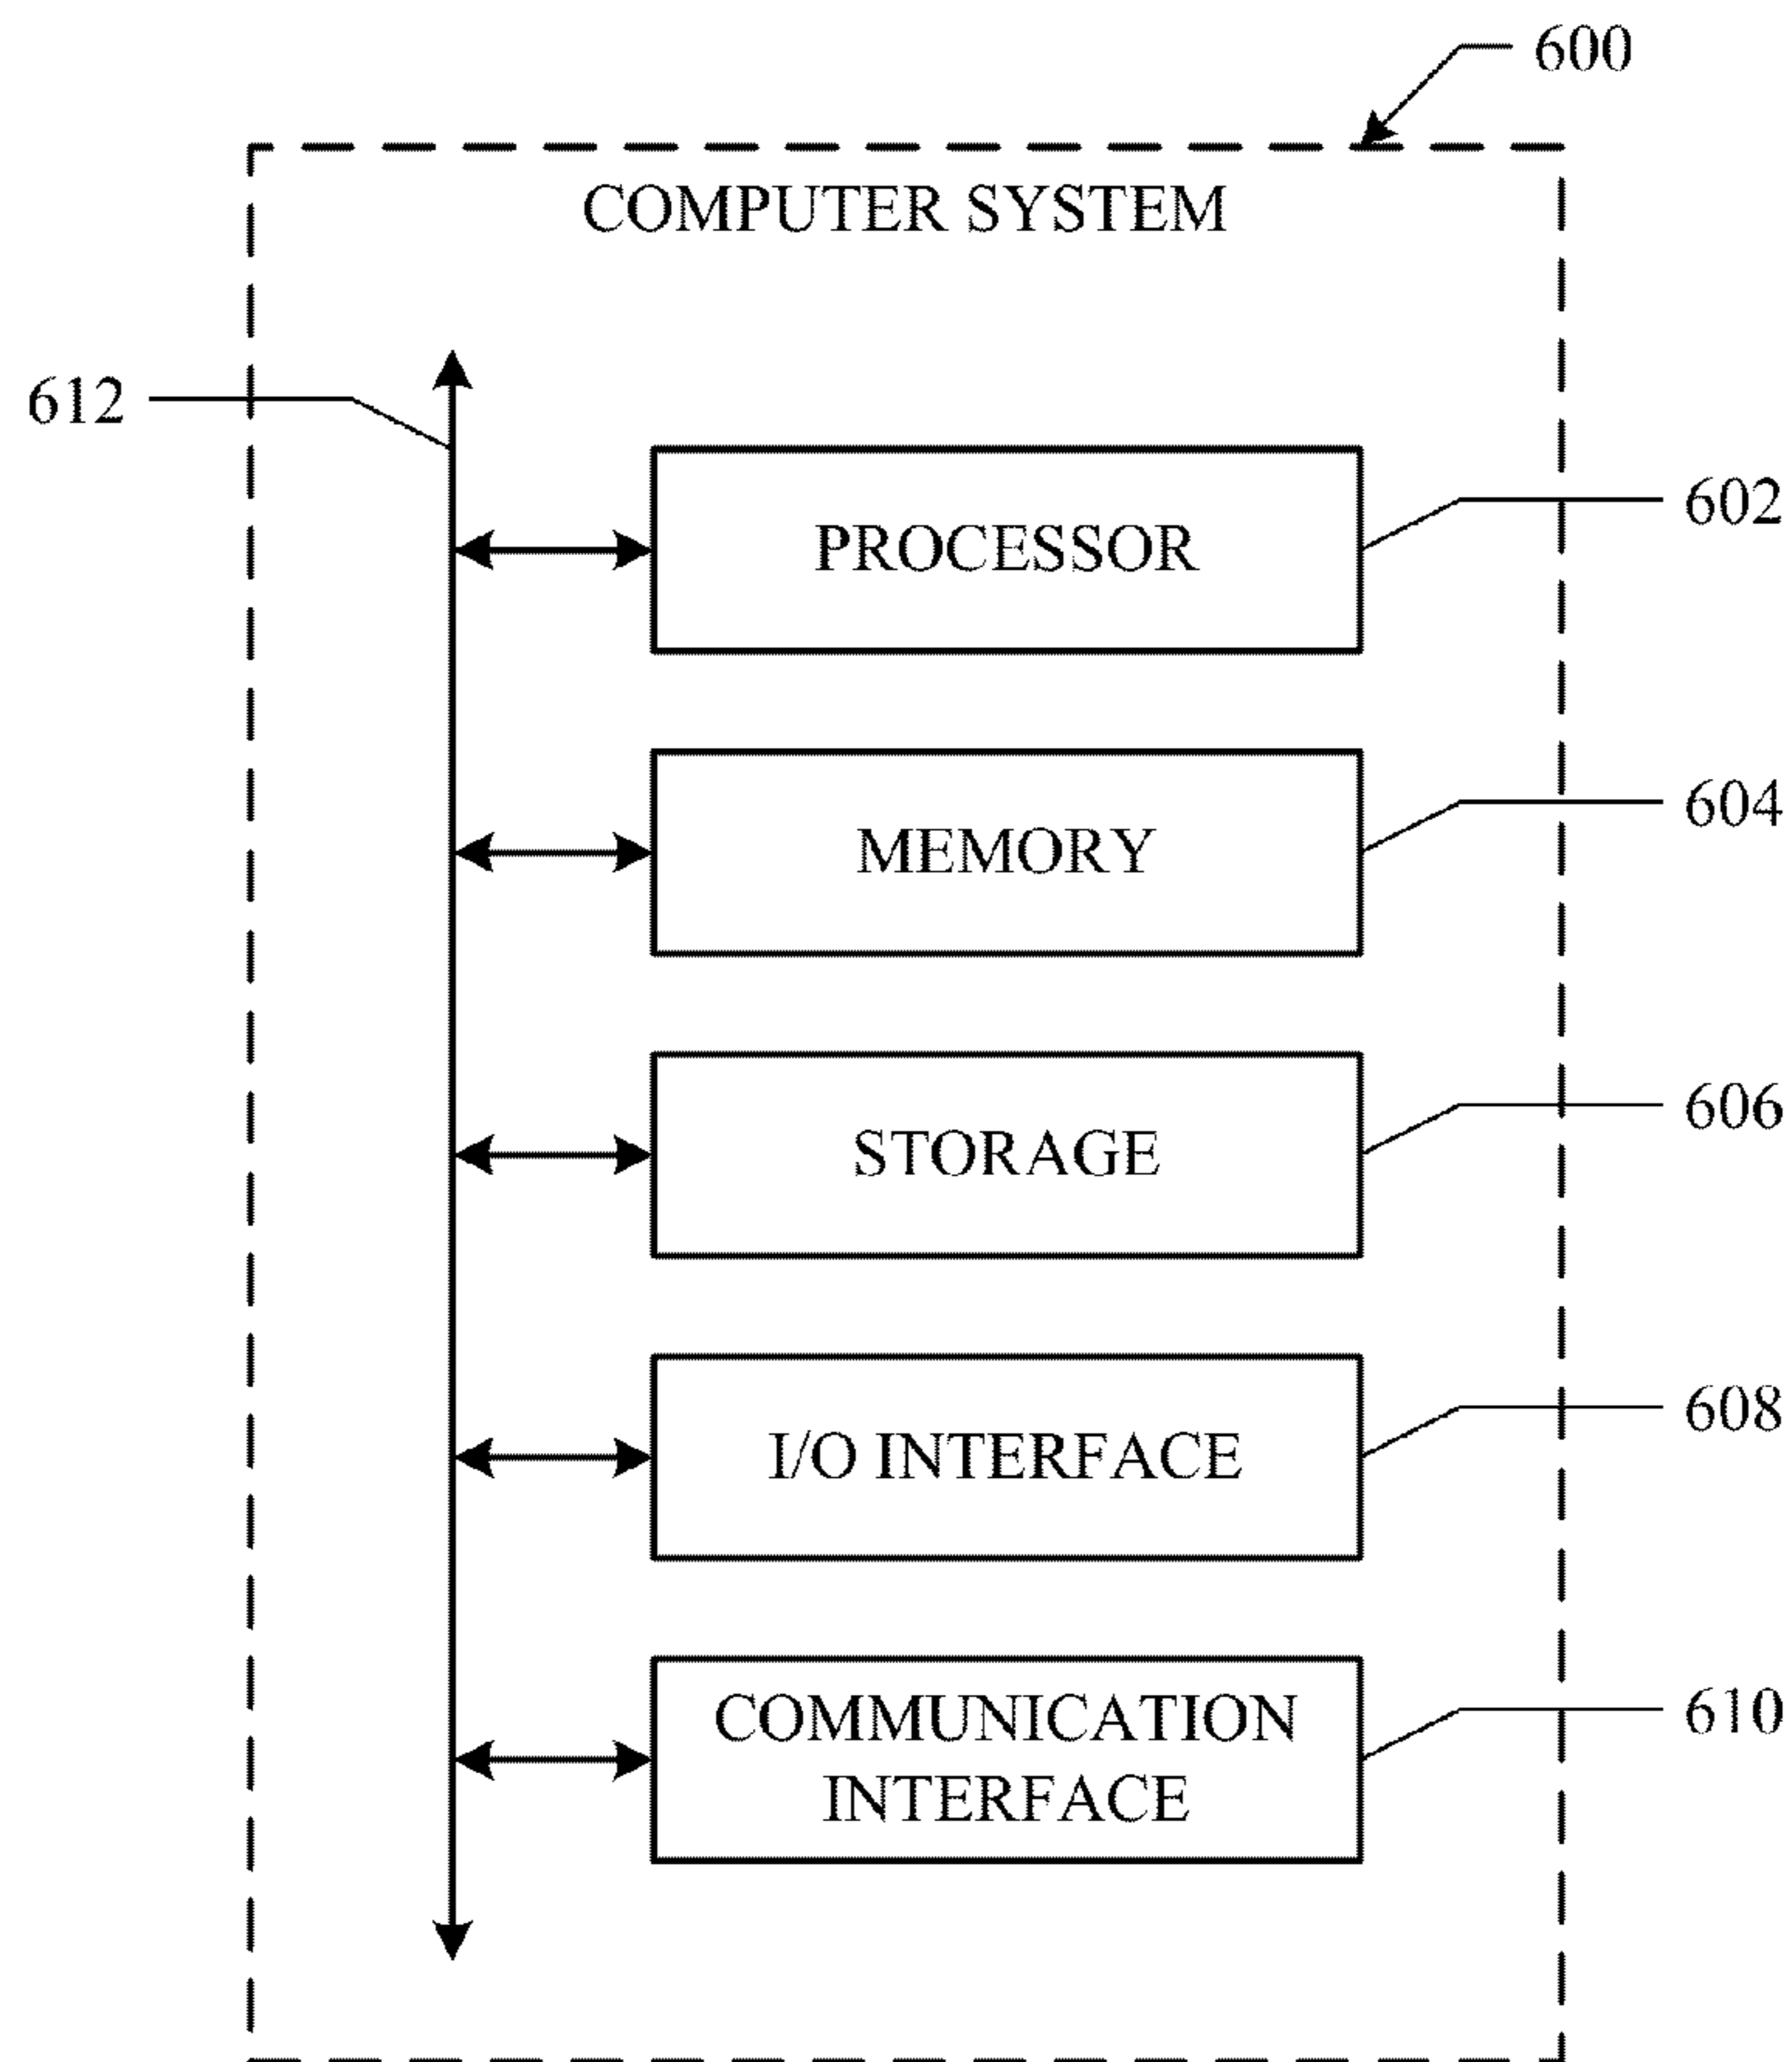 600
COMPUTER SYSTEM
612
PROCESSOR
602
MEMORY
604
STORAGE
606
I/O INTERFACE
608
COMMUNICATION
INTERFACE
610